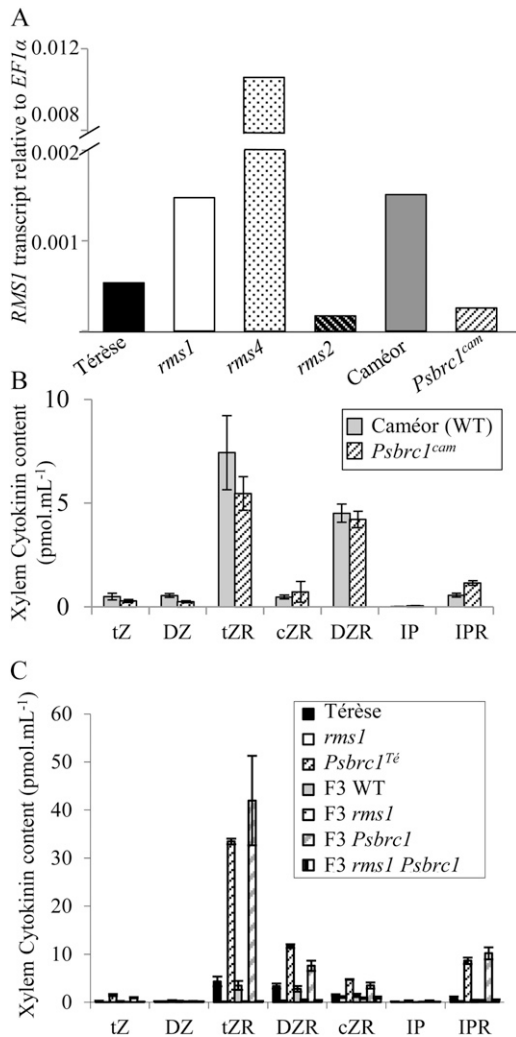 A
RMS1 transcript relative to EF1α
0.012
0.008
0.002
0.001
Térèse
rms1
rms4
rms2
Caméor
Psbrc1cam
B
Xylem Cytokinin content
(pmol.mL-1)
10
5
0
Caméor (WT)
Psbrc1cam
tZ DZ tZR cZR DZR IP IPR
C
Xylem Cytokinin content (pmol.mL-1)
60
50
40
30
20
10
0
Térèse
rms1
Psbrc1Té
F3 WT
F3 rms1
F3 Psbrc1
F3 rms1 Psbrc1
tZ DZ tZR DZR cZR IP IPR